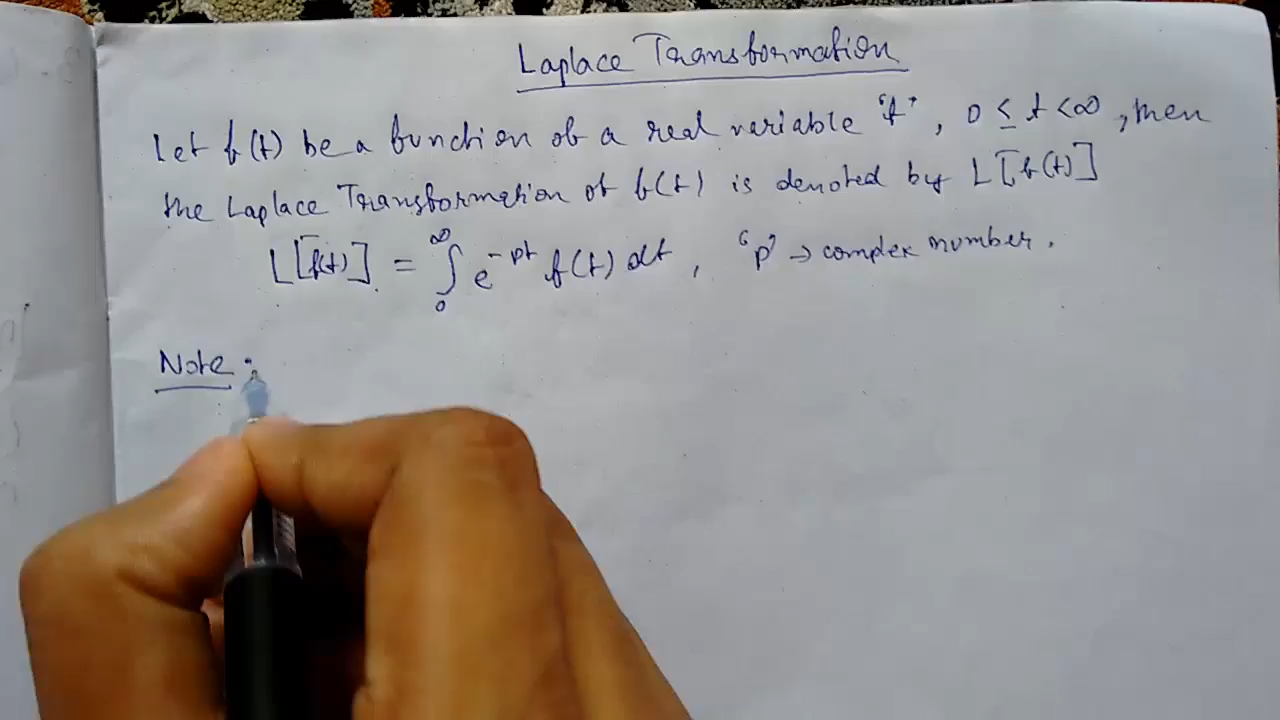 Laplace Transformation
Let f(t) be a function of a real variable 't', 0 ≤ t < ∞, then
the Laplace Transformation of f(t) is denoted by L[f(t)]
L[f(t)] = ∫₀^∞ e^{-pt} f(t) dt, 'p' → complex number.
Note :